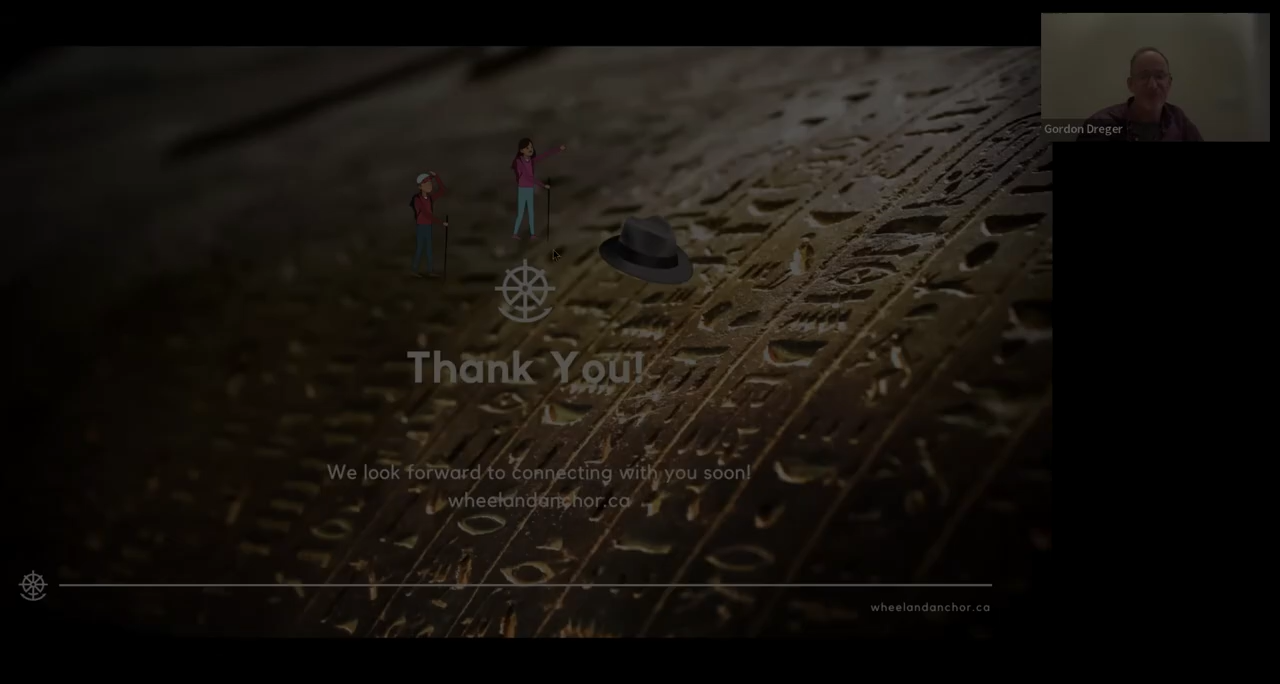 Gordon Dreger
Thank You!
We look forward to connecting with you soon!
wheelandanchor.ca
wheelandanchor.ca